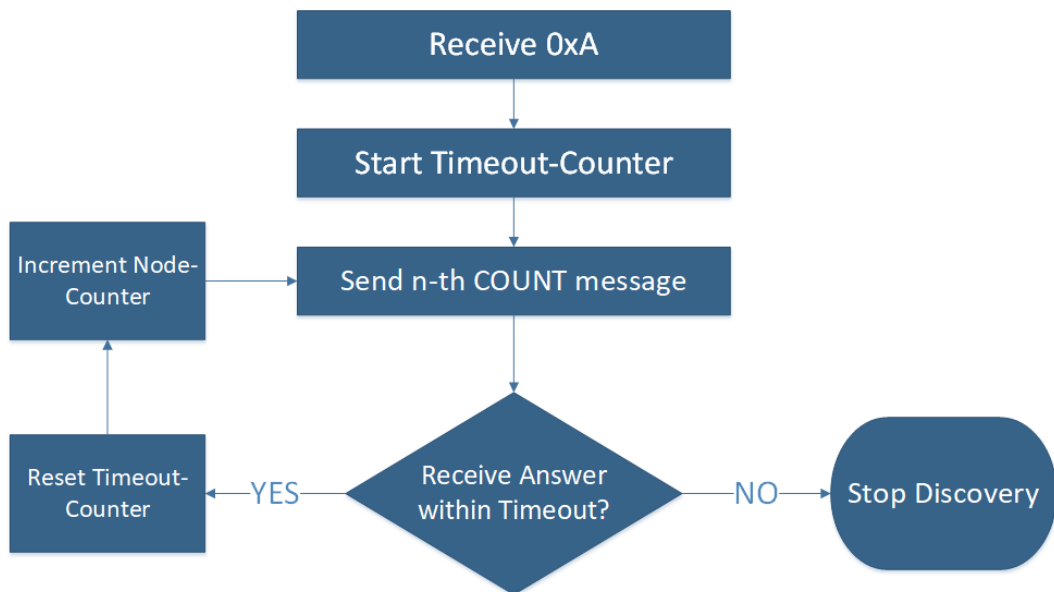 Receive 0xA
Start Timeout-Counter
Increment Node-
Counter
Send n-th COUNT message
Reset Timeout-
Counter
YES
Receive Answer
within Timeout?
NO
Stop Discovery